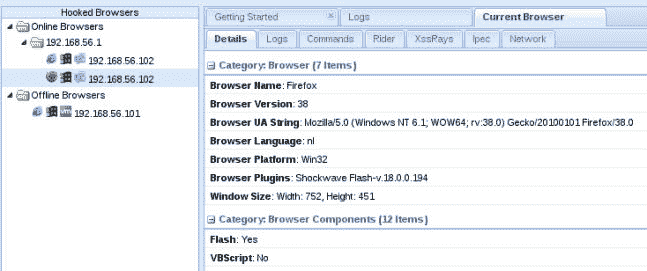 Hooked Browsers
Online Browsers
192.168.56.1
192.168.56.102
192.168.56.102
Offline Browsers
192.168.56.101
Getting Started Logs Current Browser
Details Logs Commands Rider XssRays Ipec Network
Category: Browser (7 Items)
Browser Name: Firefox
Browser Version: 38
Browser UA String: Mozilla/5.0 (Windows NT 6.1; WOW64; rv:38.0) Gecko/20100101 Firefox/38.0
Browser Language: nl
Browser Platform: Win32
Browser Plugins: Shockwave Flash-v.18.0.0.194
Window Size: Width: 752, Height: 451
Category: Browser Components (12 Items)
Flash: Yes
VBScript: No